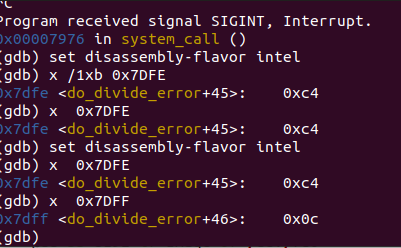 ^C
Program received signal SIGINT, Interrupt.
0x00007976 in system_call ()
(gdb) set disassembly-flavor intel
(gdb) x /1xb 0x7DFE
0x7dfe <do_divide_error+45>:	0xc4
(gdb) x  0x7DFE
0x7dfe <do_divide_error+45>:	0xc4
(gdb) set disassembly-flavor intel
(gdb) x 0x7DFE
0x7dfe <do_divide_error+45>:	0xc4
(gdb) x  0x7DFF
0x7dff <do_divide_error+46>:	0x0c
(gdb)